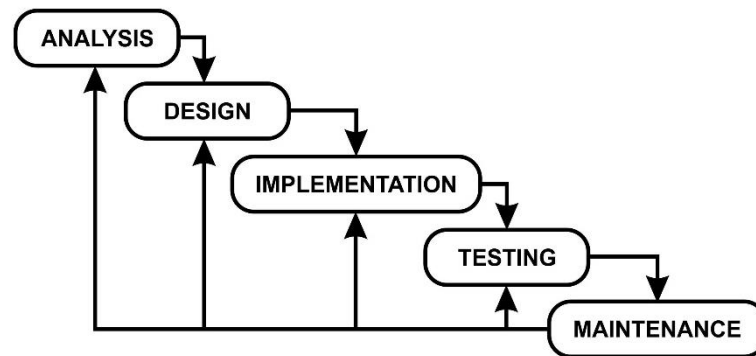 ANALYSIS
DESIGN
IMPLEMENTATION
TESTING
MAINTENANCE